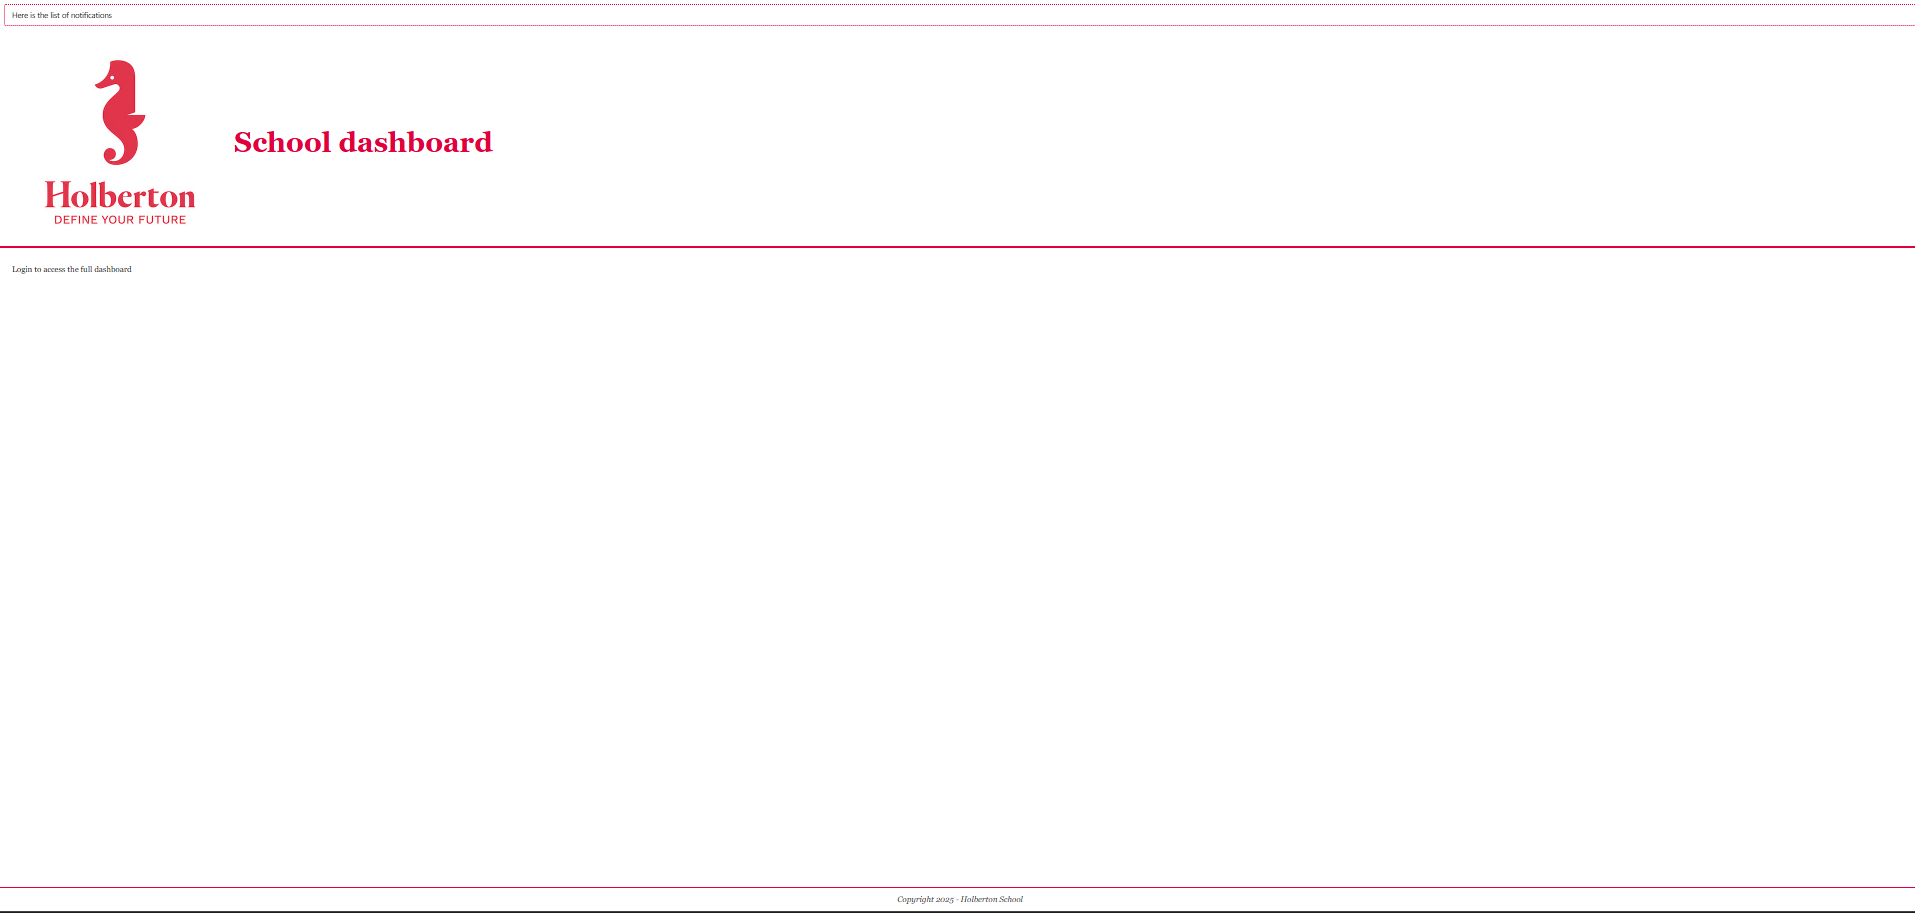 Here is the list of notifications
School dashboard
Holberton
DEFINE YOUR FUTURE
Login to access the full dashboard
Copyright 2025 - Holberton School